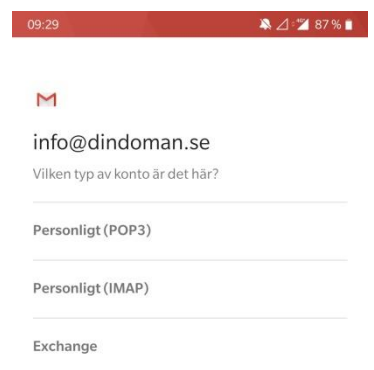 09:29 87 %
info@dindoman.se
Vilken typ av konto är det här?
Personligt (POP3)
Personligt (IMAP)
Exchange